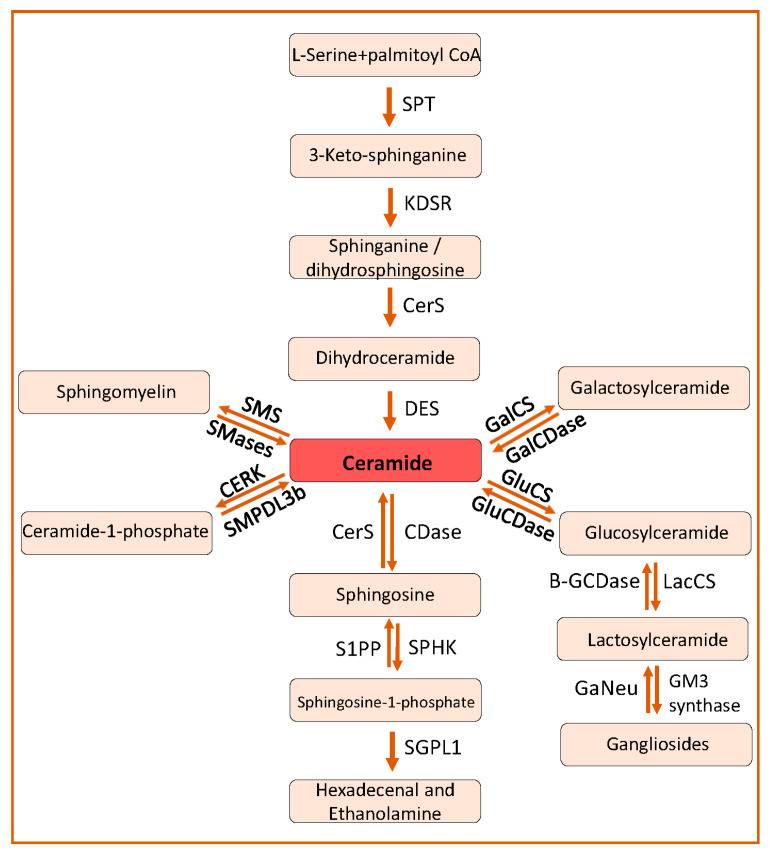 L-Serine+palmitoyl CoA
SPT
3-Keto-sphinganine
KDSR
Sphinganine /
dihydrosphingosine
CerS
Dihydroceramide
DES
Sphingomyelin
SMS
SMases
Galactosylceramide
GalCS
GalCDase
Ceramide
CERK
SMPDL3b
Ceramide-1-phosphate
GluCS
GluCDase
Glucosylceramide
CerS
CDase
Sphingosine
B-GCDase
LacCS
Lactosylceramide
S1PP
SPHK
Sphingosine-1-phosphate
GaNeu
GM3
synthase
Gangliosides
SGPL1
Hexadecenal and
Ethanolamine